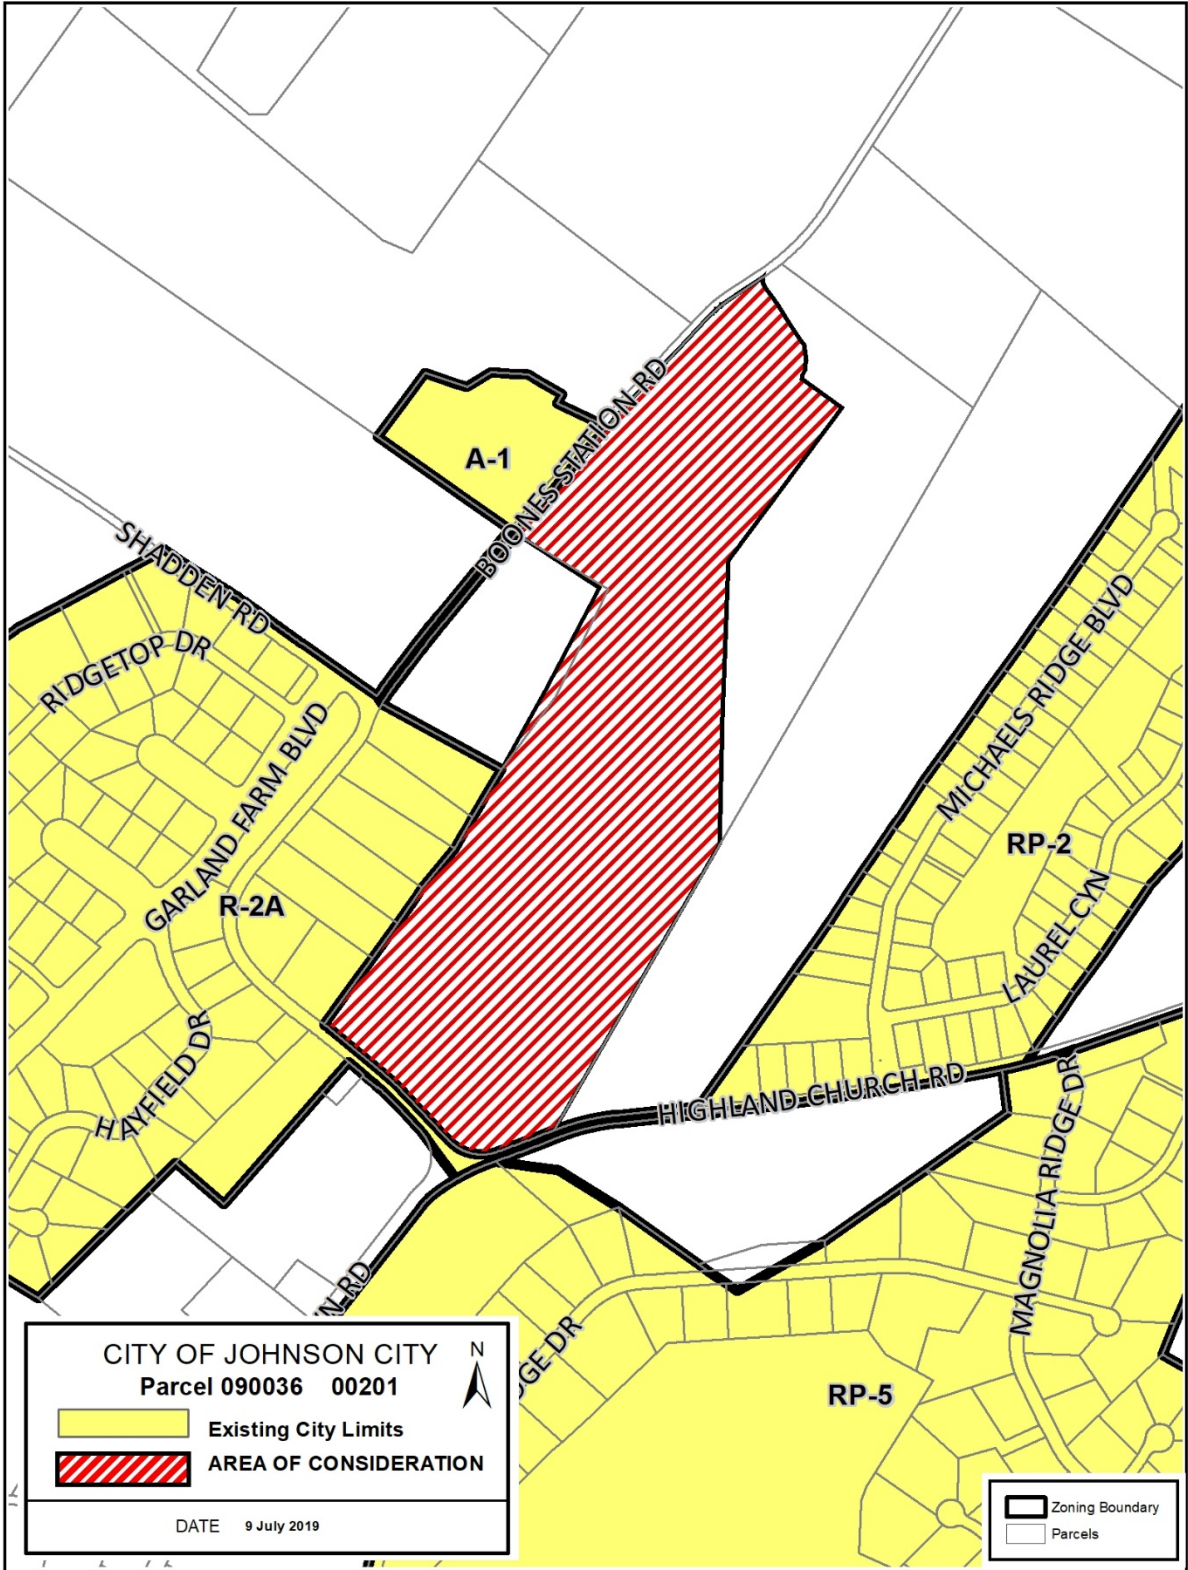 BOONES STATION RD
A-1
SHADDEN RD
RIDGETOP DR
MICHAELS RIDGE BLVD
GARLAND FARM BLVD
RP-2
R-2A
LAUREL CYN
HAYFIELD DR
HIGHLAND CHURCH RD
MAGNOLIA RIDGE DR
RD
DR
RP-5
CITY OF JOHNSON CITY
N
Parcel 090036 00201
Existing City Limits
AREA OF CONSIDERATION
DATE 9 July 2019
Zoning Boundary
Parcels